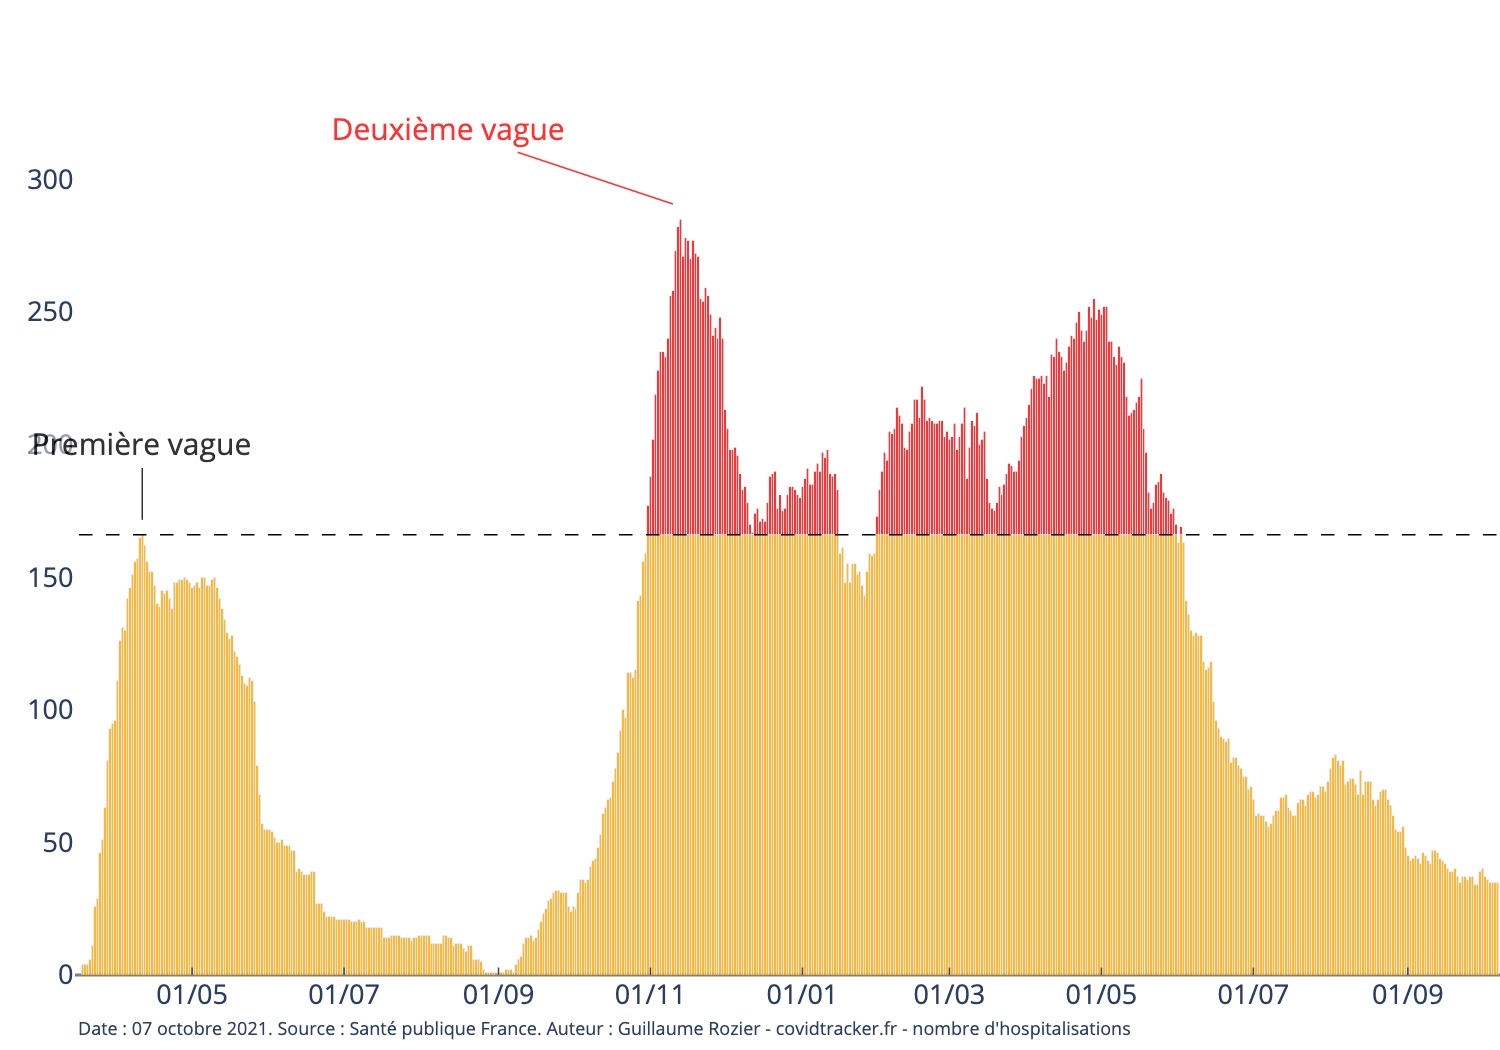 Deuxième vague
300
250
200
Première vague
150
100
50
0
01/05 01/07 01/09 01/11 01/01 01/03 01/05 01/07 01/09
Date : 07 octobre 2021. Source : Santé publique France. Auteur : Guillaume Rozier - covidtracker.fr - nombre d'hospitalisations